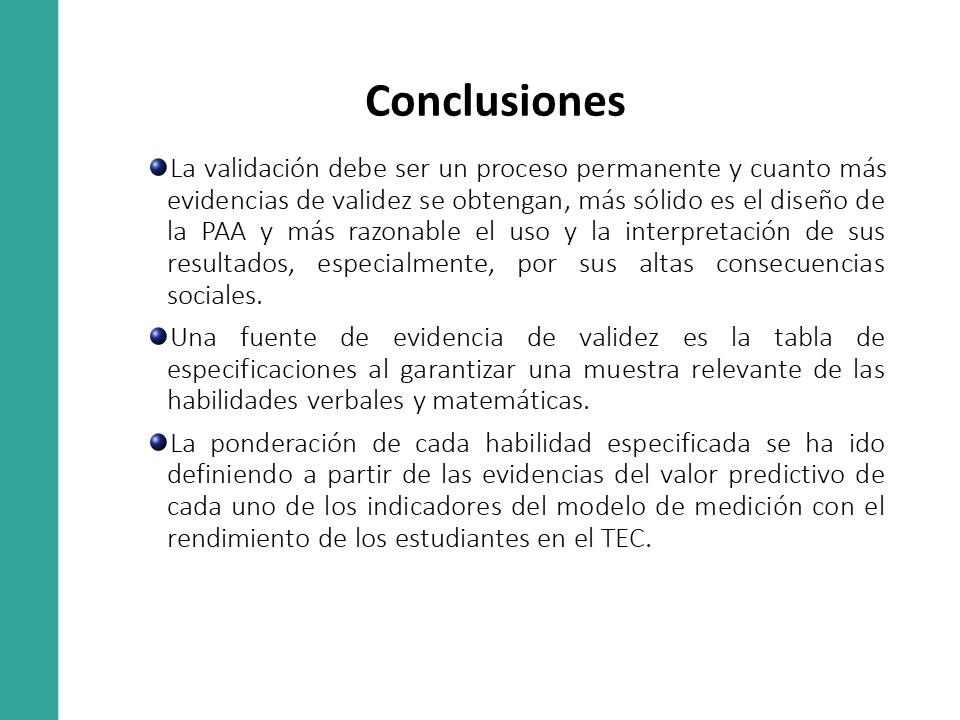 Conclusiones
La validación debe ser un proceso permanente y cuanto más
evidencias de validez se obtengan, más sólido es el diseño de
la PAA y más razonable el uso y la interpretación de sus
resultados, especialmente, por sus altas consecuencias
sociales.
Una fuente de evidencia de validez es la tabla de
especificaciones al garantizar una muestra relevante de las
habilidades verbales y matemáticas.
La ponderación de cada habilidad especificada se ha ido
definiendo a partir de las evidencias del valor predictivo de
cada uno de los indicadores del modelo de medición con el
rendimiento de los estudiantes en el TEC.